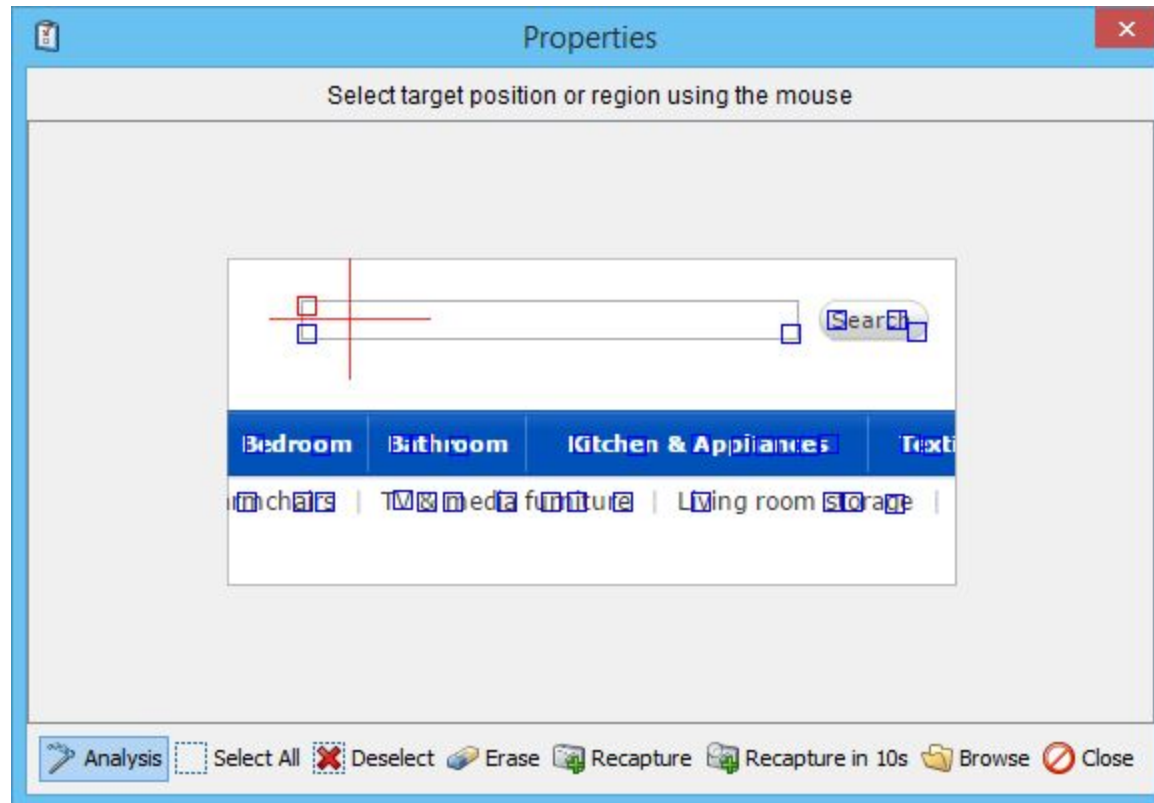 Properties
Select target position or region using the mouse
Search
Bedroom Bathroom Kitchen & Appliances Texti
rmchairs | TV & media furniture | Living room storage |
Analysis Select All Deselect Erase Recapture Recapture in 10s Browse Close